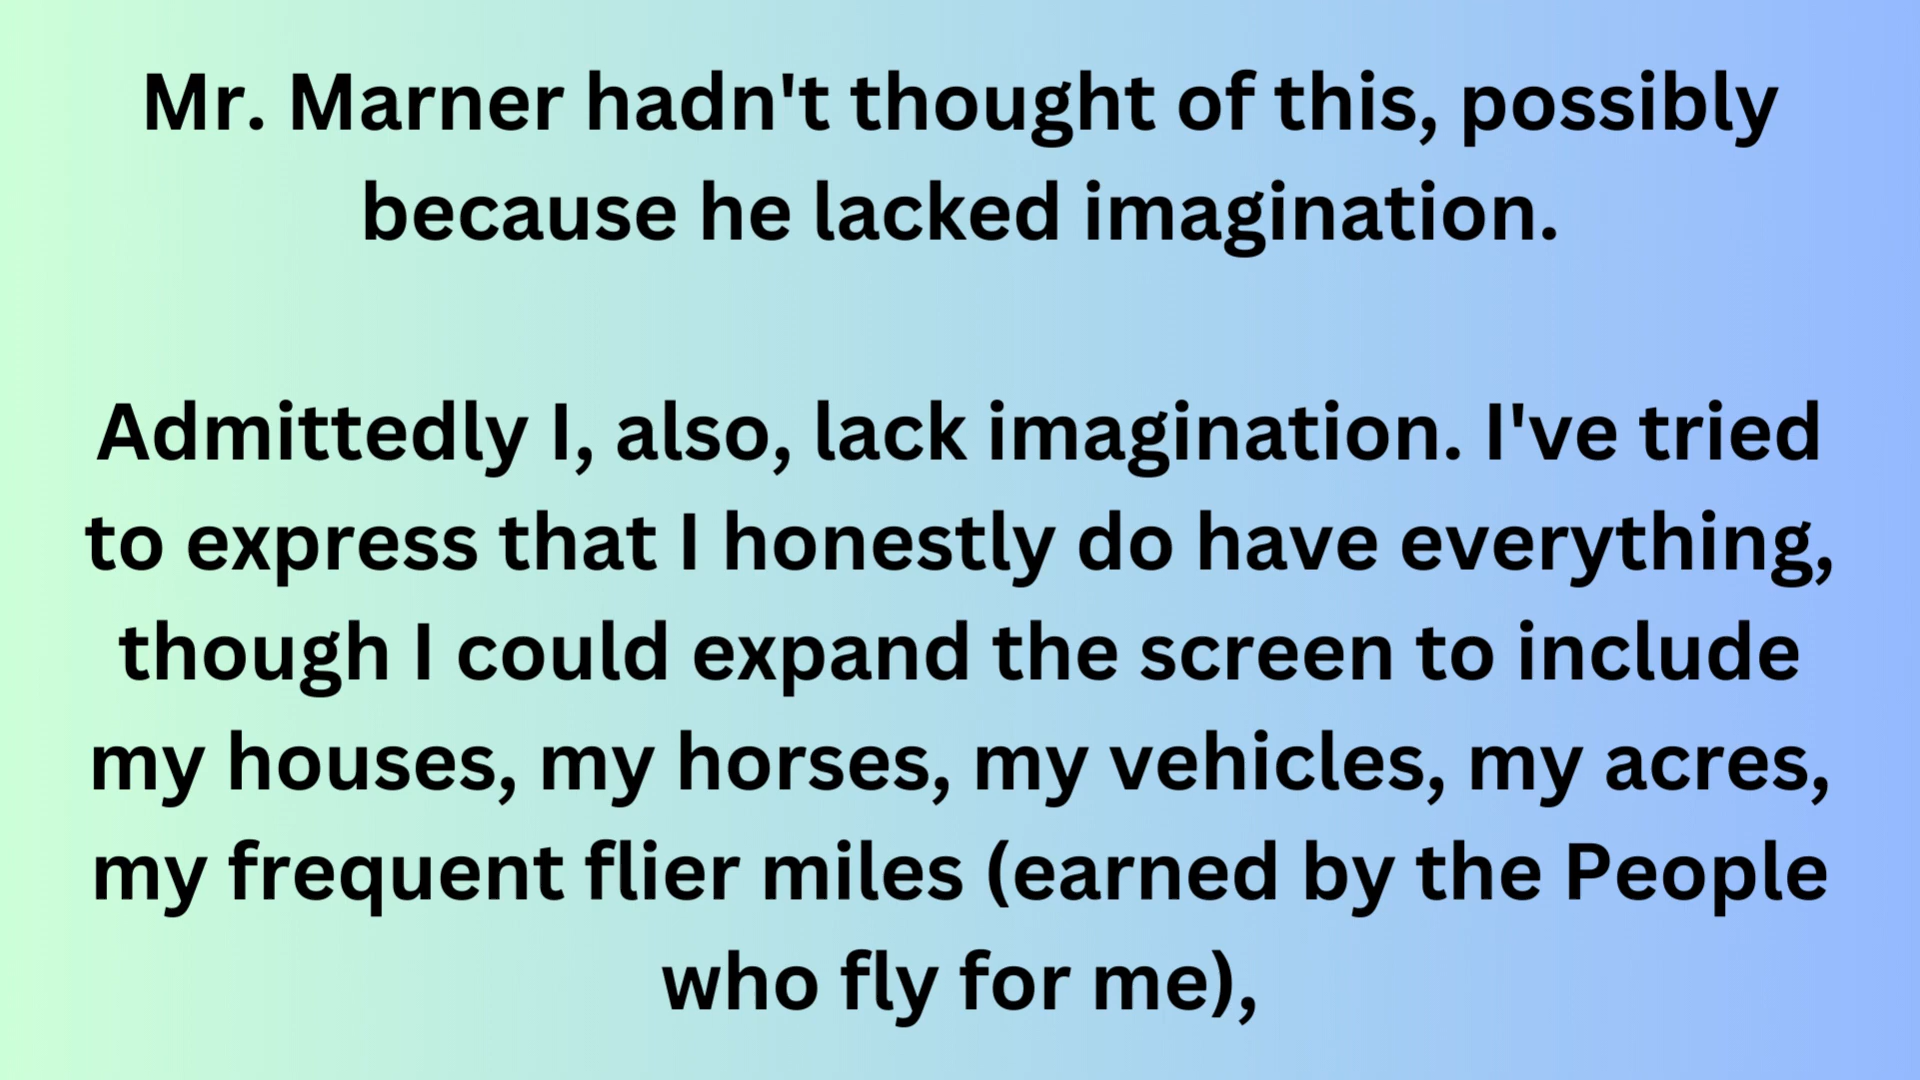 Mr. Marner hadn't thought of this, possibly
because he lacked imagination.
Admittedly I, also, lack imagination. I've tried
to express that I honestly do have everything,
though I could expand the screen to include
my houses, my horses, my vehicles, my acres,
my frequent flier miles (earned by the People
who fly for me),